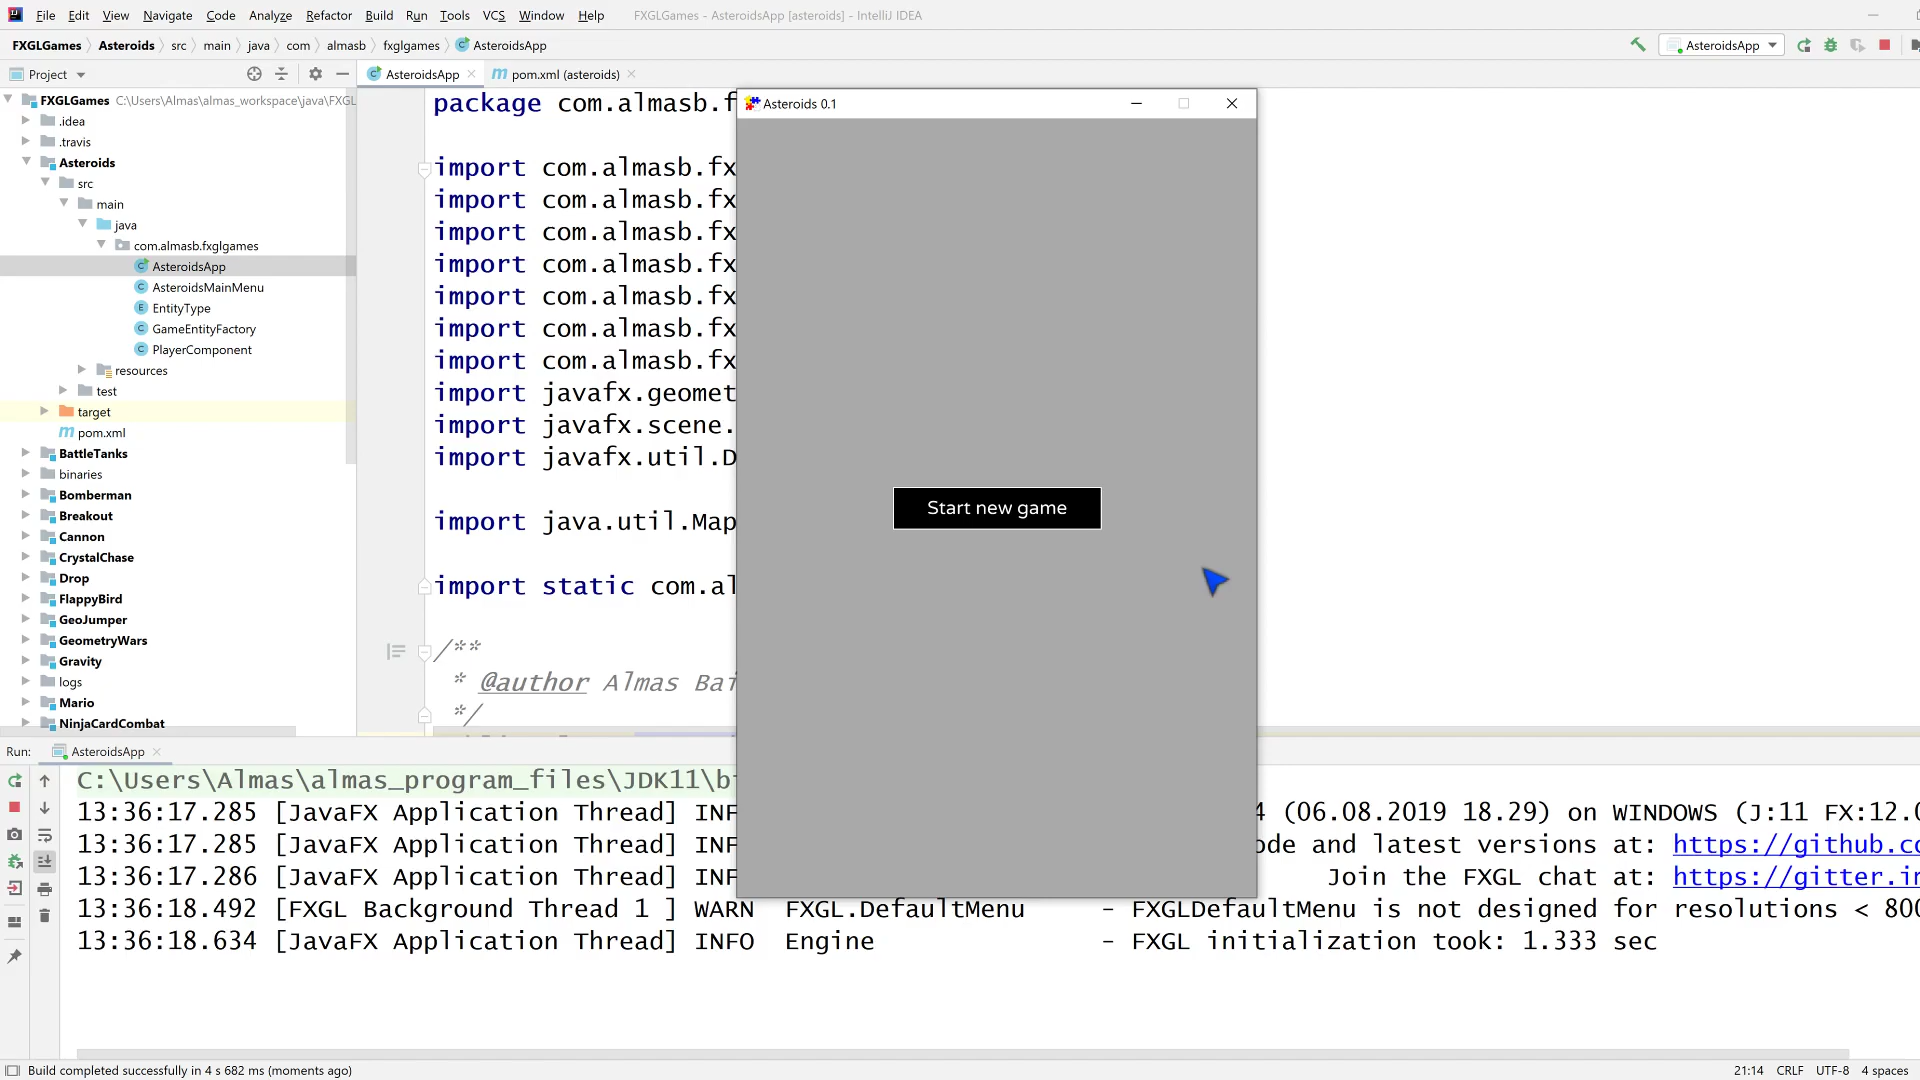 File Edit View Navigate Code Analyze Refactor Build Run Tools VCS Window Help FXGLGames - AsteroidsApp [asteroids] - IntelliJ IDEA
FXGLGames Asteroids src main java com almasb fxglgames AsteroidsApp
AsteroidsApp
Project
AsteroidsApp
pom.xml (asteroids)
FXGLGames C:\Users\Almas\almas_workspace\java\FXGL
.idea
.travis
Asteroids
src
main
java
com.almasb.fxglgames
AsteroidsApp
AsteroidsMainMenu
EntityType
GameEntityFactory
PlayerComponent
resources
test
target
pom.xml
BattleTanks
binaries
Bomberman
Breakout
Cannon
CrystalChase
Drop
FlappyBird
GeoJumper
GeometryWars
Gravity
logs
Mario
NinjaCardCombat
package com.almasb.f
import com.almasb.fx
import com.almasb.fx
import com.almasb.fx
import com.almasb.fx
import com.almasb.fx
import com.almasb.fx
import com.almasb.fx
import javafx.geomet
import javafx.scene.
import javafx.util.D
import java.util.Map
import static com.al
/**
* @author Almas Bai
*/
Asteroids 0.1
Start new game
Run: AsteroidsApp
C:\Users\Almas\almas_program_files\JDK11\bi
13:36:17.285 [JavaFX Application Thread] INF 4 (06.08.2019 18.29) on WINDOWS (J:11 FX:12.0
13:36:17.285 [JavaFX Application Thread] INF ode and latest versions at: https://github.co
13:36:17.286 [JavaFX Application Thread] INF Join the FXGL chat at: https://gitter.i
13:36:18.492 [FXGL Background Thread 1 ] WARN FXGL.DefaultMenu - FXGLDefaultMenu is not designed for resolutions < 800
13:36:18.634 [JavaFX Application Thread] INFO Engine - FXGL initialization took: 1.333 sec
Build completed successfully in 4 s 682 ms (moments ago)
21:14 CRLF UTF-8 4 spaces